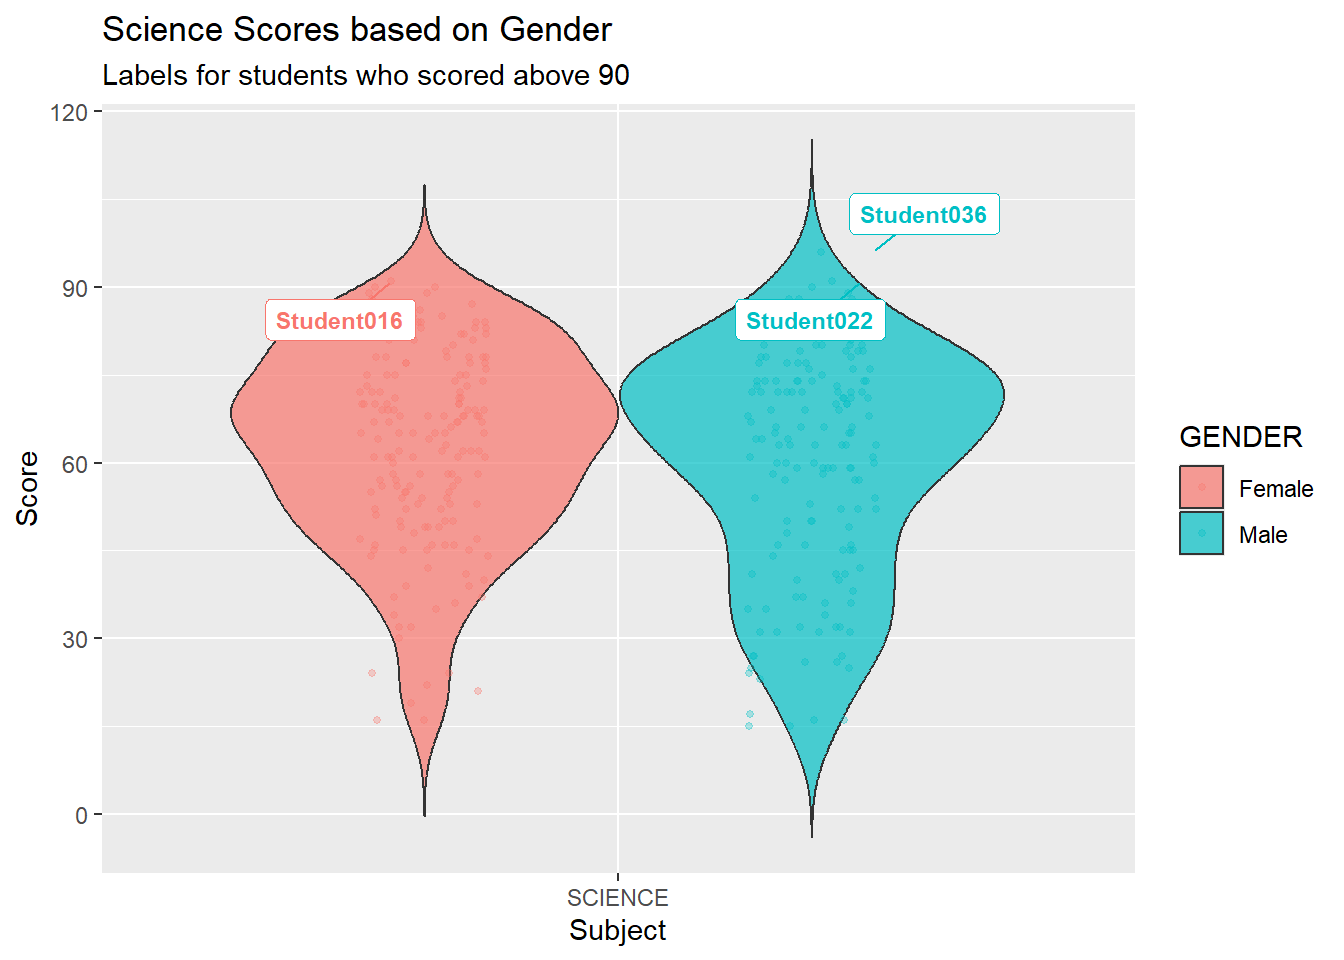 Science Scores based on Gender
Labels for students who scored above 90
120
90
60
30
0
Score
Student036
Student016
Student022
SCIENCE
Subject
GENDER
Female
Male